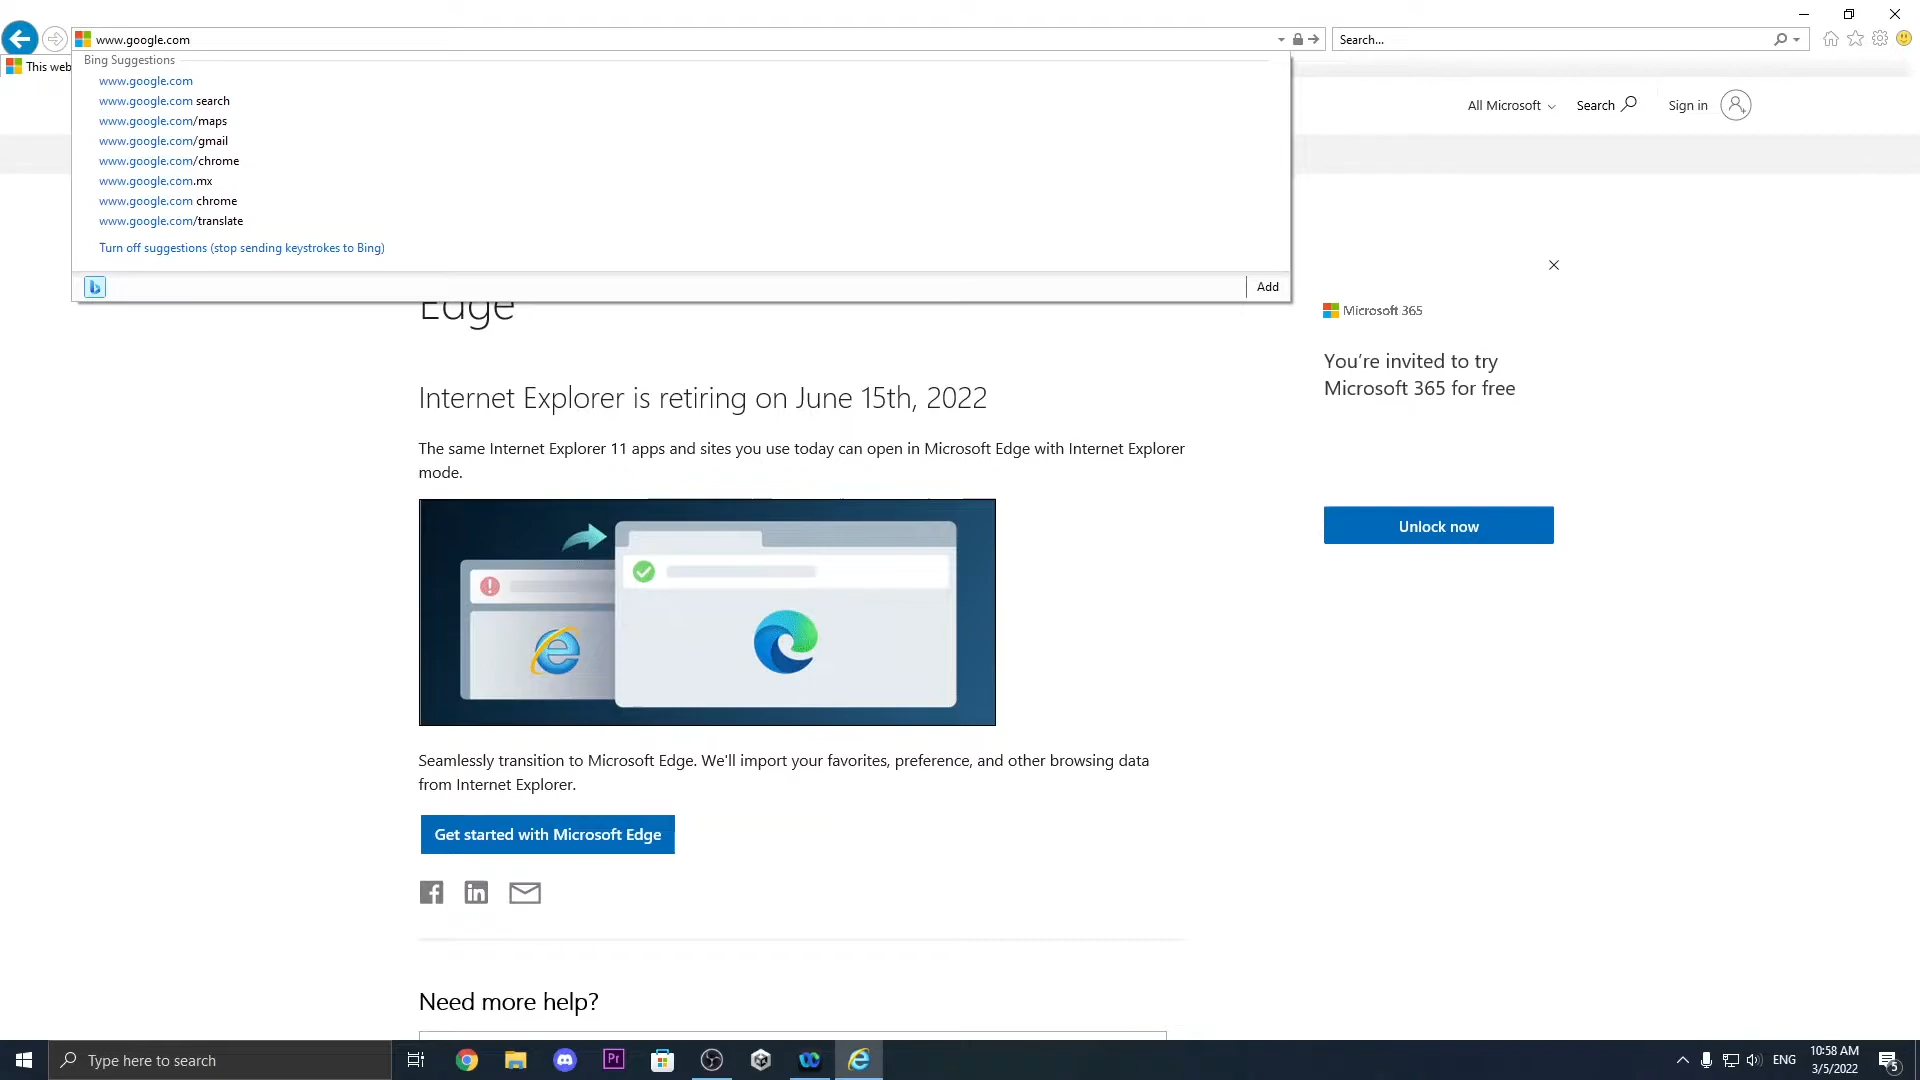 www.google.com
Search...
This web
Bing Suggestions
www.google.com
www.google.com search
www.google.com/maps
www.google.com/gmail
www.google.com/chrome
www.google.com.mx
www.google.com chrome
www.google.com/translate
Turn off suggestions (stop sending keystrokes to Bing)
Add
All Microsoft
Search
Sign in
Edge
Internet Explorer is retiring on June 15th, 2022
The same Internet Explorer 11 apps and sites you use today can open in Microsoft Edge with Internet Explorer
mode.
Seamlessly transition to Microsoft Edge. We'll import your favorites, preference, and other browsing data
from Internet Explorer.
Get started with Microsoft Edge
Need more help?
Microsoft 365
You're invited to try
Microsoft 365 for free
Unlock now
Type here to search
Pr
ENG
10:58 AM
3/5/2022
5